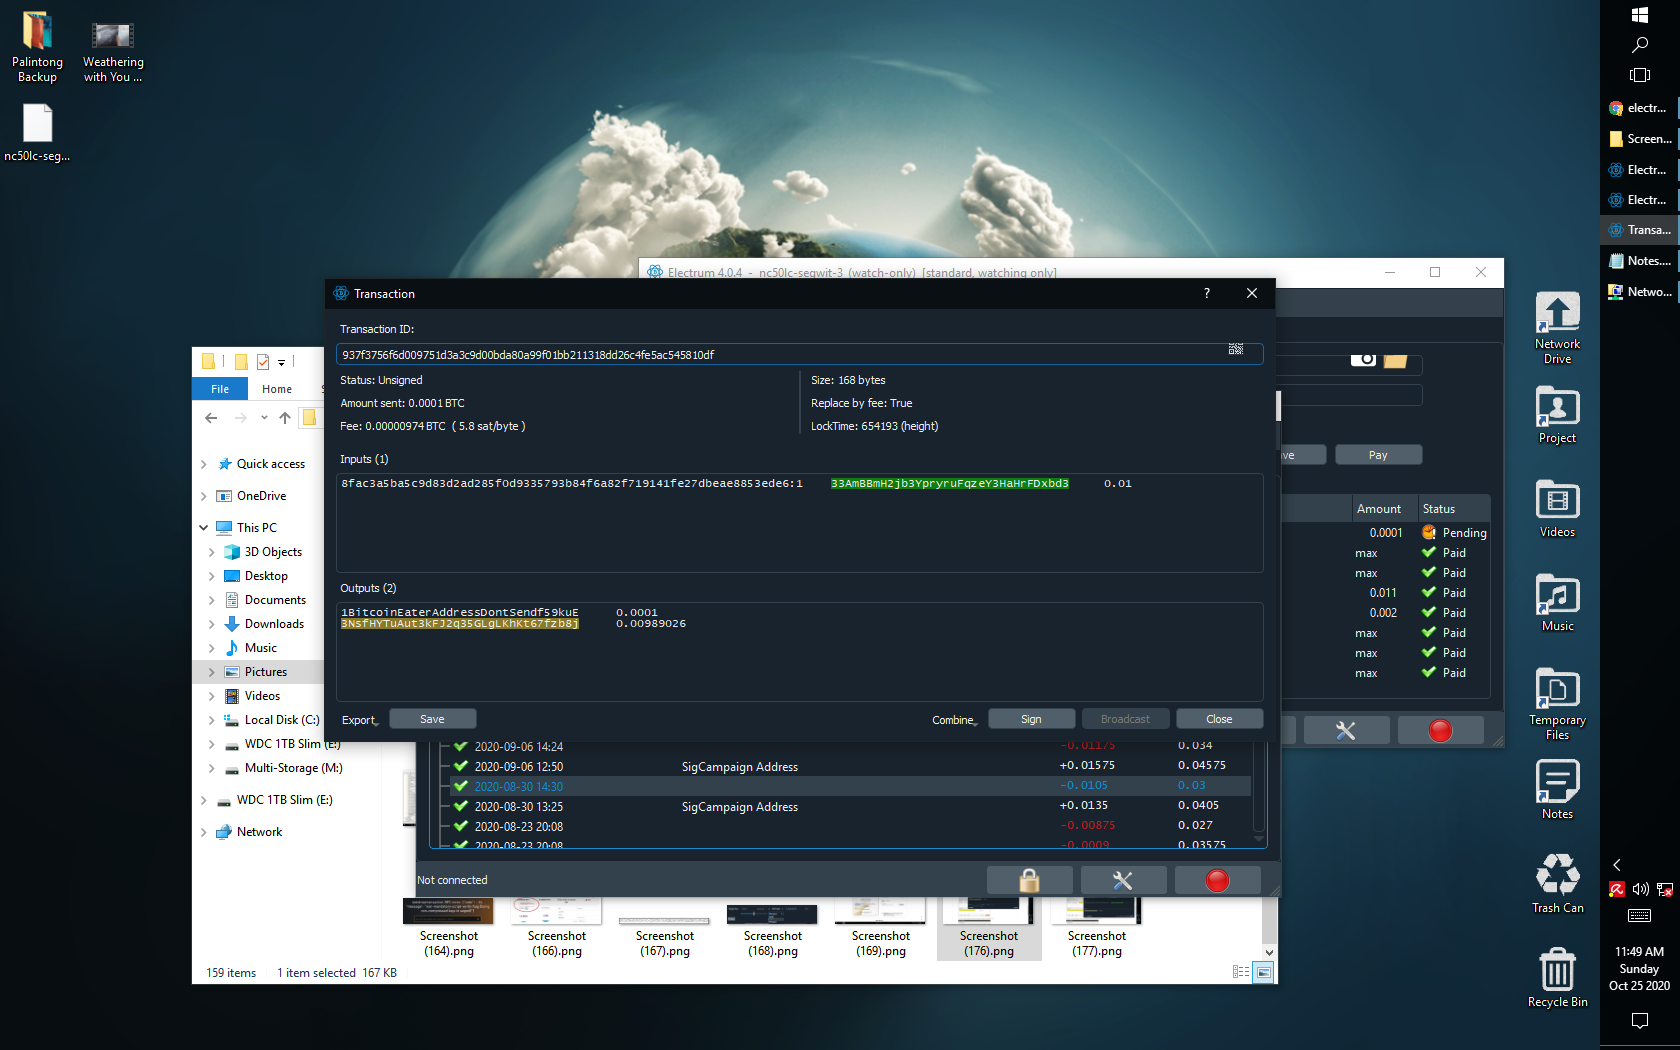 Palintong
Backup
Weathering
with You ...
nc50lc-seg...
Electrum 4.0.4 - nc50lc-segwit-3 (watch-only) [standard, watching only]
Transaction
?
Transaction ID:
937f3756f6d009751d3a3c9d00bda80a99f01bb211318dd26c4fe5ac545810df
Status: Unsigned
Size: 168 bytes
Amount sent: 0.0001 BTC
Replace by fee: True
Fee: 0.00000974 BTC ( 5.8 sat/byte )
LockTime: 654193 (height)
Inputs (1)
8fac3a5ba5c9d83d2ad285f0d9335793b84f6a82f719141fe27dbeae8853ede6:1 33AmBBmH2jb3YpryruFqzeY3HaHrFDxbd3 0.01
Outputs (2)
1BitcoinEaterAddressDontSendf59kuE 0.0001
3NsfHYTuAut3kFJ2q35GLgLKhKt67fzb8j 0.00989026
Export
Save
Combine
Sign
Broadcast
Close
ve
Pay
Amount Status
0.0001 Pending
max Paid
max Paid
0.011 Paid
0.002 Paid
max Paid
max Paid
max Paid
File
Home
Quick access
OneDrive
This PC
3D Objects
Desktop
Documents
Downloads
Music
Pictures
Videos
Local Disk (C:)
WDC 1TB Slim (E:)
Multi-Storage (M:)
WDC 1TB Slim (E:)
Network
2020-09-06 14:24 -0.01175 0.034
2020-09-06 12:50 SigCampaign Address +0.01575 0.04575
2020-08-30 14:30 -0.0105 0.03
2020-08-30 13:25 SigCampaign Address +0.0135 0.0405
2020-08-23 20:08 -0.00875 0.027
2020-08-23 20:08 -0.0009 0.03575
Not connected
Screenshot
(164).png
Screenshot
(166).png
Screenshot
(167).png
Screenshot
(168).png
Screenshot
(169).png
Screenshot
(176).png
Screenshot
(177).png
159 items 1 item selected 167 KB
Network
Drive
Project
Videos
Music
Temporary
Files
Notes
Trash Can
Recycle Bin
electr...
Screen...
Electr...
Electr...
Transa...
Notes....
Netwo...
11:49 AM
Sunday
Oct 25 2020